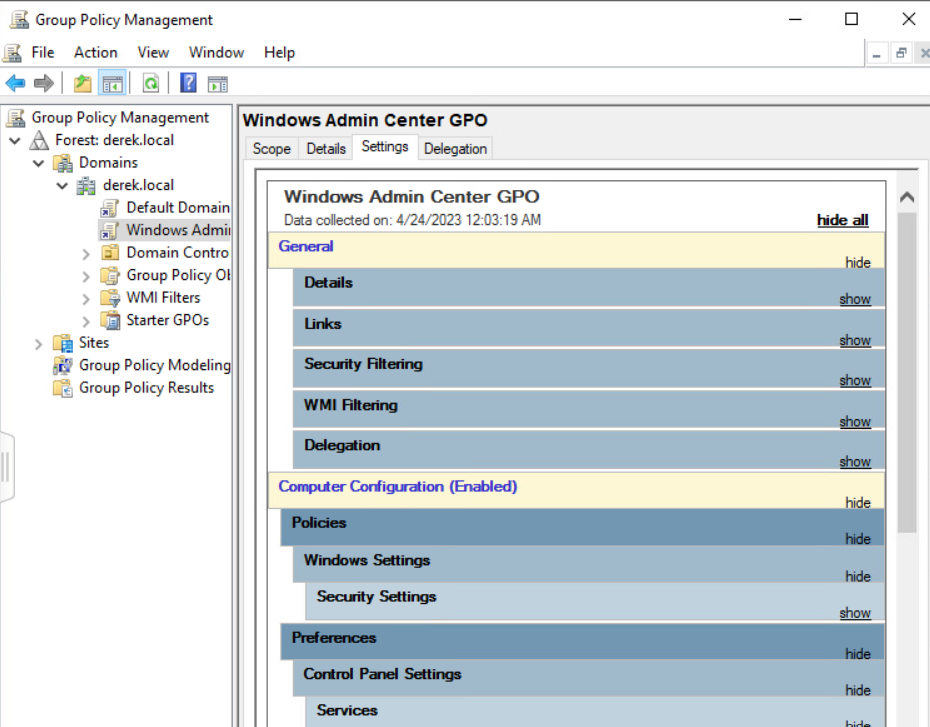 Group Policy Management
File Action View Window Help
Group Policy Management
Forest: derek.local
Domains
derek.local
Default Domain
Windows Admi
Domain Contro
Group Policy Ob
WMI Filters
Starter GPOs
Sites
Group Policy Modeling
Group Policy Results
Windows Admin Center GPO
Scope Details Settings Delegation
Windows Admin Center GPO
Data collected on: 4/24/2023 12:03:19 AM hide all
General
hide
Details
show
Links
show
Security Filtering
show
WMI Filtering
show
Delegation
show
Computer Configuration (Enabled)
hide
Policies
hide
Windows Settings
hide
Security Settings
show
Preferences
hide
Control Panel Settings
hide
Services
hide